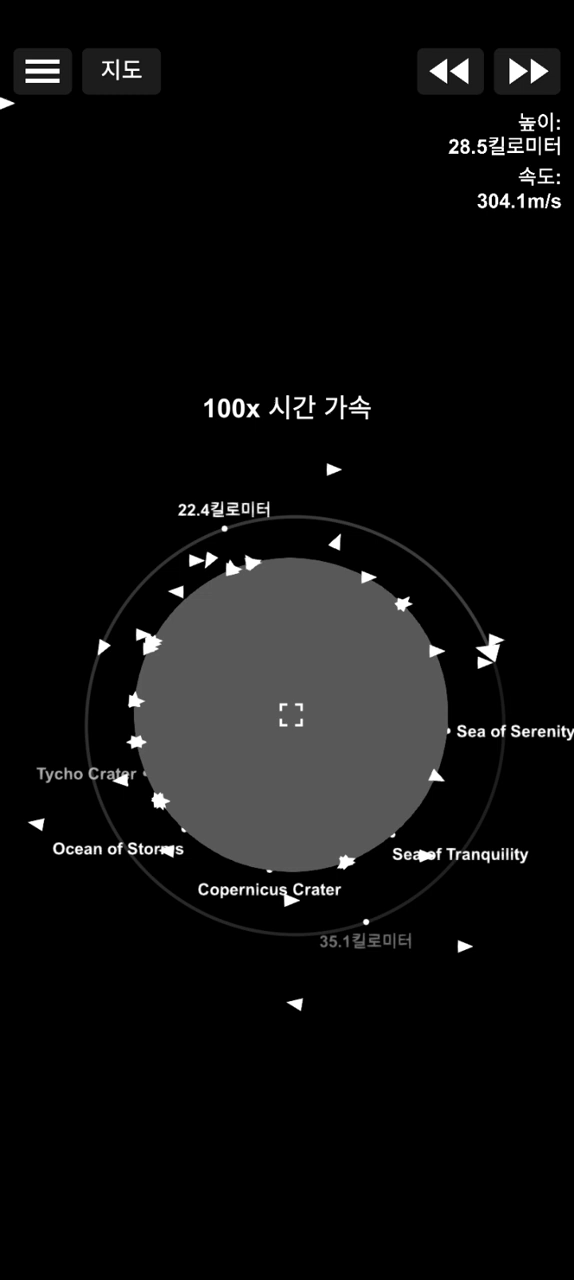 지도
높이:
28.5킬로미터
속도:
304.1m/s
100x 시간 가속
22.4킬로미터
Sea of Serenity
Tycho Crater
Ocean of Storms
Sea of Tranquility
Copernicus Crater
35.1킬로미터